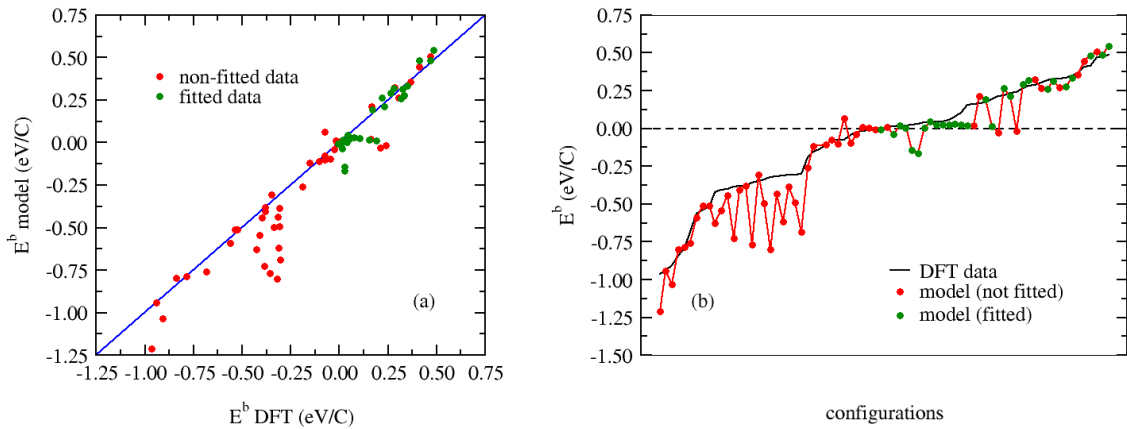 0.75
0.50
0.25
0.00
-0.25
-0.50
-0.75
-1.00
-1.25
E^b model (eV/C)
non-fitted data
fitted data
(a)
-1.25 -1.00 -0.75 -0.50 -0.25 0.00 0.25 0.50 0.75
E^b DFT (eV/C)
0.75
0.50
0.25
0.00
-0.25
-0.50
-0.75
-1.00
-1.25
-1.50
E^b (eV/C)
DFT data
model (not fitted)
model (fitted)
(b)
configurations